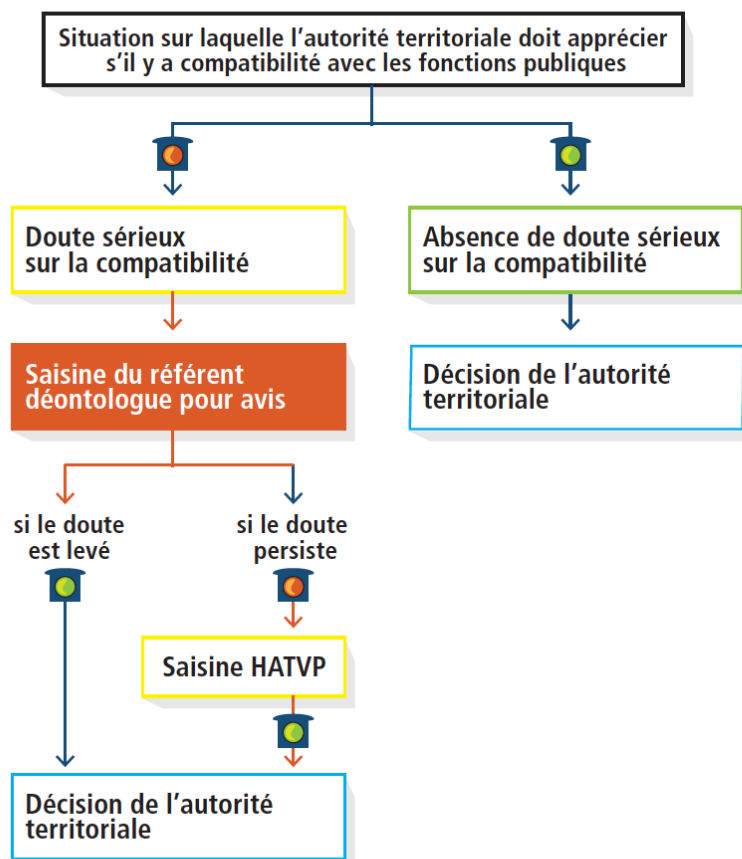 Situation sur laquelle l’autorité territoriale doit apprécier
s’il y a compatibilité avec les fonctions publiques
Doute sérieux
sur la compatibilité
Absence de doute sérieux
sur la compatibilité
Saisine du référent
déontologue pour avis
Décision de l’autorité
territoriale
si le doute
est levé
si le doute
persiste
Saisine HATVP
Décision de l’autorité
territoriale